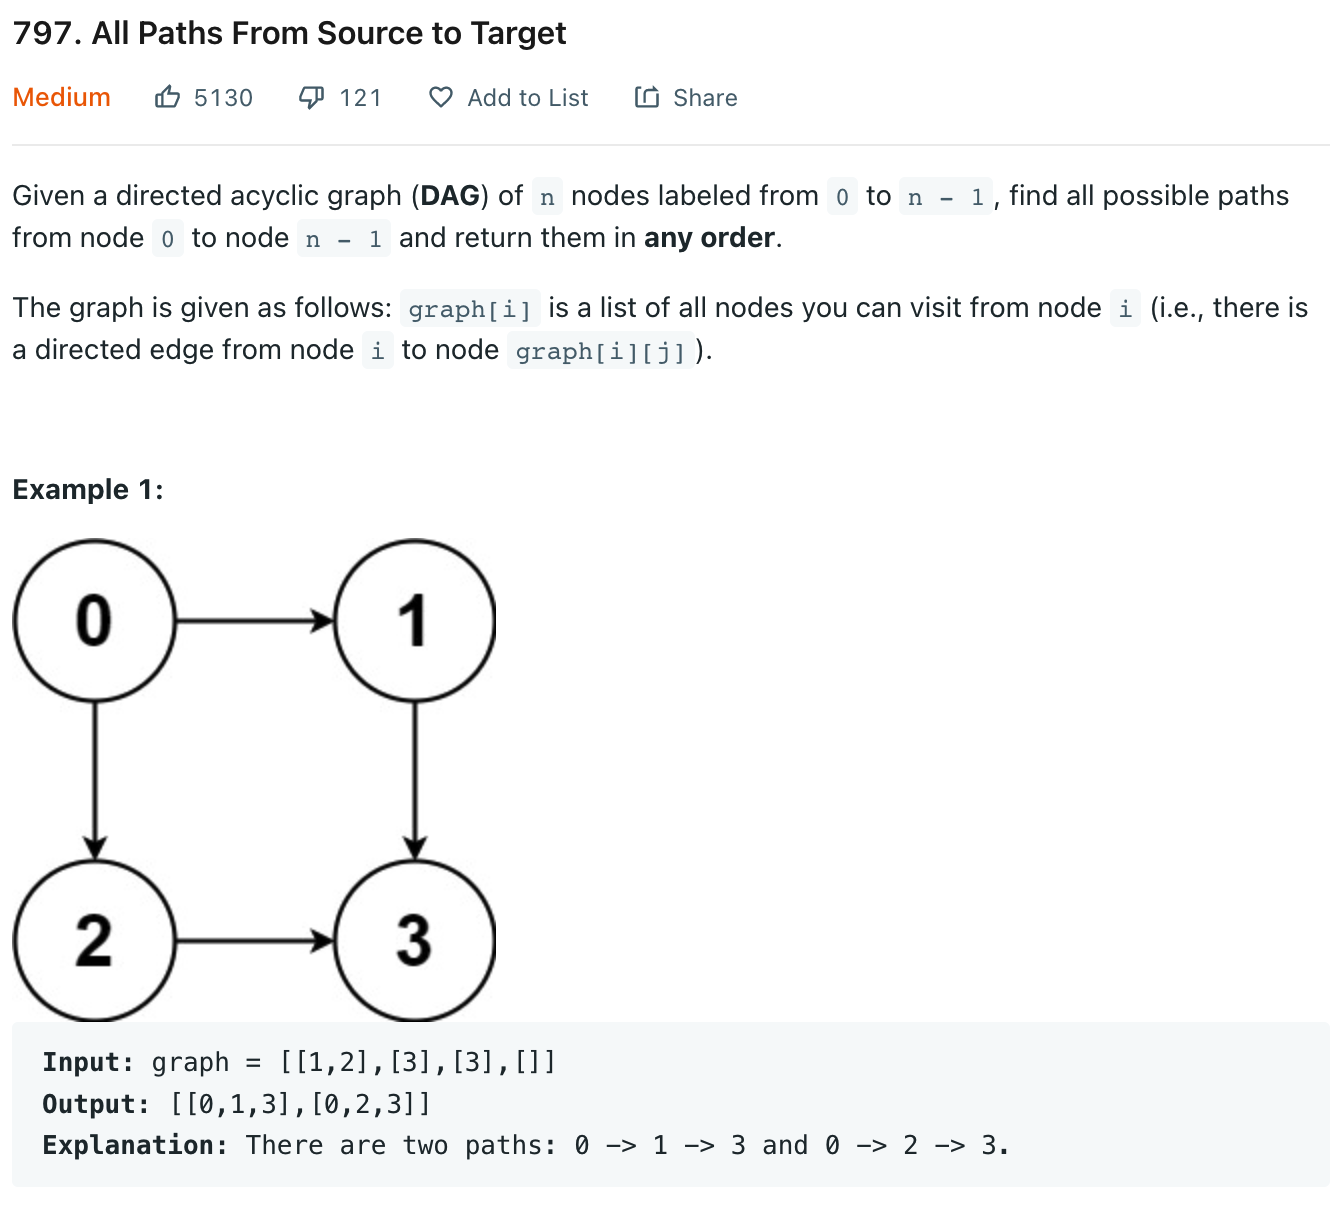 797. All Paths From Source to Target
Medium 5130 121 Add to List Share
Given a directed acyclic graph (DAG) of n nodes labeled from 0 to n - 1, find all possible paths
from node 0 to node n - 1 and return them in any order.
The graph is given as follows: graph[i] is a list of all nodes you can visit from node i (i.e., there is
a directed edge from node i to node graph[i][j]).
Example 1:
0 1
2 3
Input: graph = [[1,2],[3],[3],[]]
Output: [[0,1,3],[0,2,3]]
Explanation: There are two paths: 0 -> 1 -> 3 and 0 -> 2 -> 3.